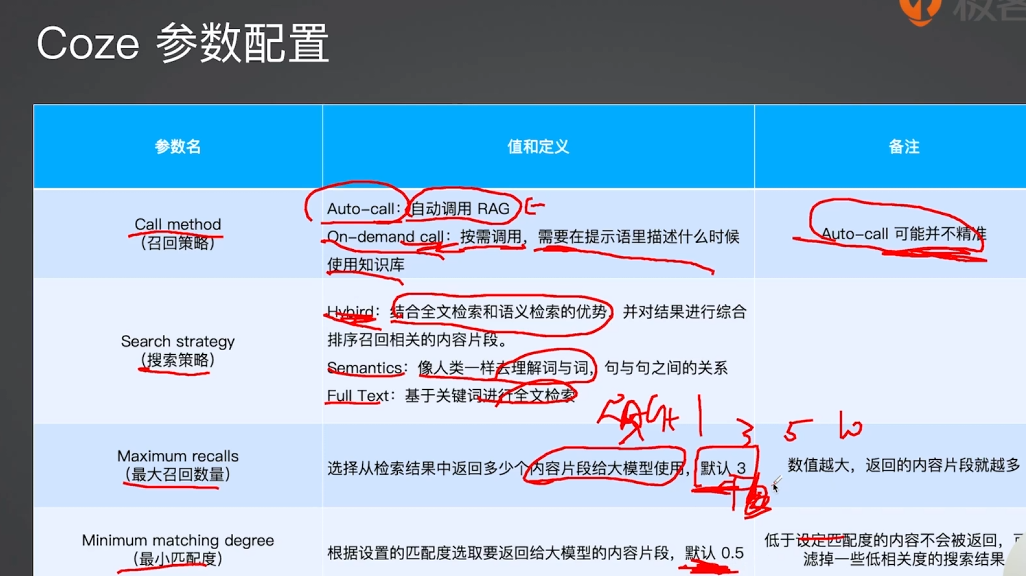 极客
Coze 参数配置
参数名
值和定义
备注
Call method
(召回策略)
Auto-call：自动调用 RAG
On-demand call：按需调用，需要在提示语里描述什么时候
使用知识库
Auto-call 可能并不精准
Search strategy
(搜索策略)
Hybird：结合全文检索和语义检索的优势，并对结果进行综合
排序召回相关的内容片段。
Semantics：像人类一样去理解词与词，句与句之间的关系
Full Text：基于关键词进行全文检索
1 3 5 10
Maximum recalls
(最大召回数量)
选择从检索结果中返回多少个内容片段给大模型使用，默认 3
数值越大，返回的内容片段就越多
Minimum matching degree
(最小匹配度)
根据设置的匹配度选取要返回给大模型的内容片段，默认 0.5
低于设定匹配度的内容不会被返回，可
滤掉一些低相关度的搜索结果